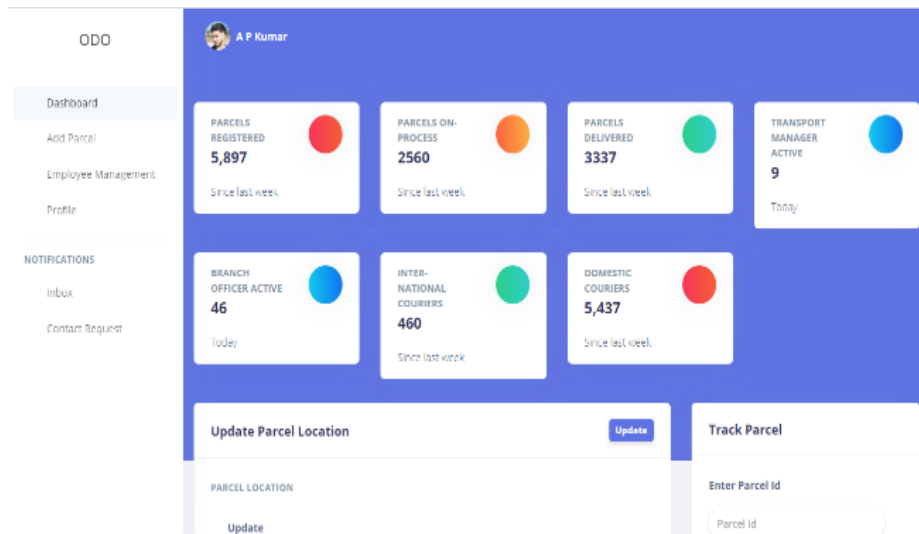 ODO
A P Kumar
Dashboard
Add Parcel
Employee Management
Profile
NOTIFICATIONS
Inbox
Contact Request
PARCELS
REGISTERED
5,897
Since last week
PARCELS ON-
PROCESS
2560
Since last week
PARCELS
DELIVERED
3337
Since last week
TRANSPORT
MANAGER
ACTIVE
9
Today
BRANCH
OFFICER ACTIVE
46
Today
INTER-
NATIONAL
COURIERS
460
Since last week
DOMESTIC
COURIERS
5,437
Since last week
Update Parcel Location
Update
PARCEL LOCATION
Update
Track Parcel
Enter Parcel Id
Parcel Id